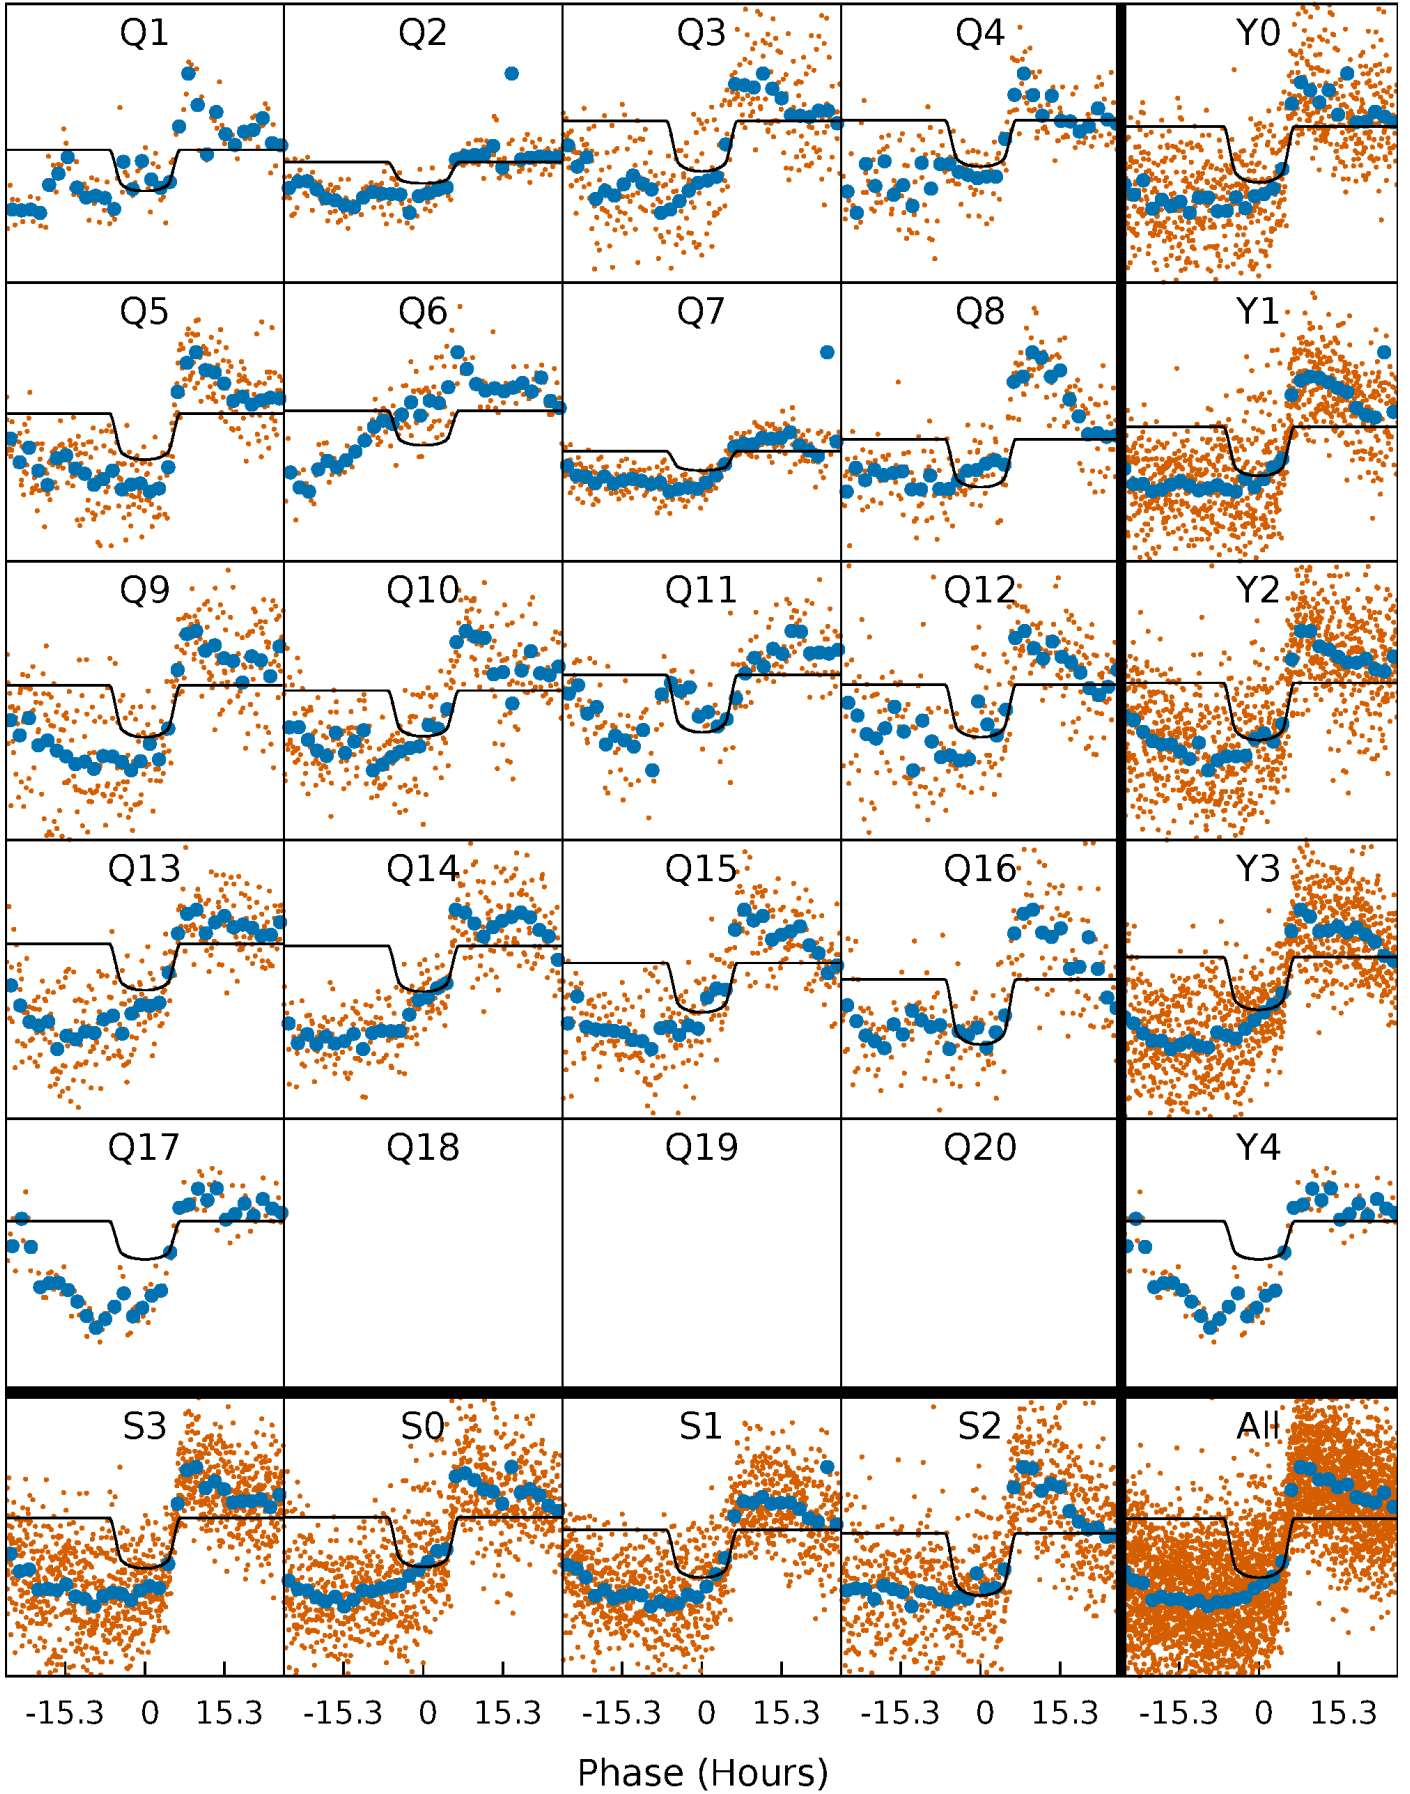 Q1 Q2 Q3 Q4 Y0
Q5 Q6 Q7 Q8 Y1
Q9 Q10 Q11 Q12 Y2
Q13 Q14 Q15 Q16 Y3
Q17 Q18 Q19 Q20 Y4
S3 S0 S1 S2 All
-15.3 0 15.3 -15.3 0 15.3 -15.3 0 15.3 -15.3 0 15.3 -15.3 0 15.3
Phase (Hours)